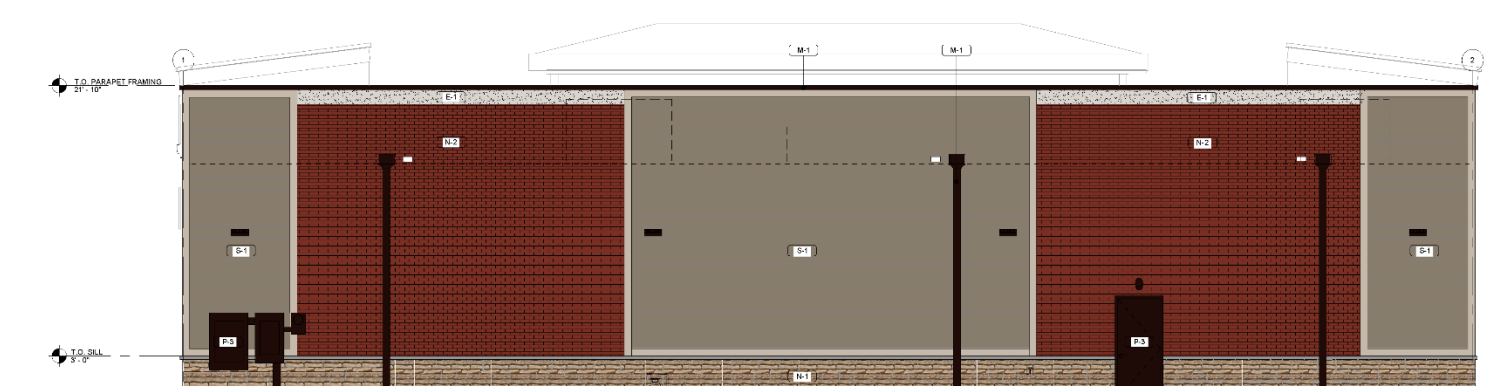 M-1 M-1
1 2
T.O. PARAPET FRAMING
21' - 10"
E-1 E-1
N-2 N-2
S-1 S-1 S-1
P-3 P-3
T.O. SILL
3' - 0"
N-1